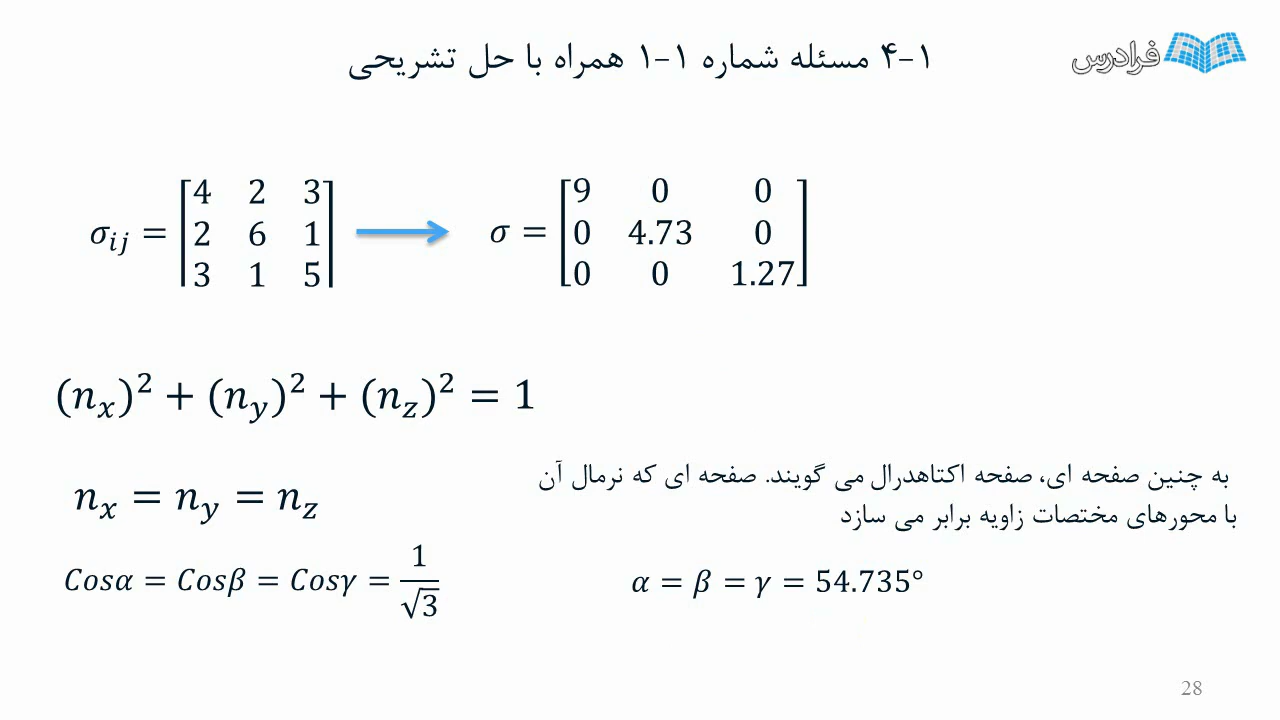 ۴-۱ مسئله شماره ۱-۱ همراه با حل تشریحی
فرادرس
σij = [4 2 3
2 6 1
3 1 5]
σ = [9 0 0
0 4.73 0
0 0 1.27]
(nx)² + (ny)² + (nz)² = 1
nx = ny = nz
به چنین صفحه ای، صفحه اکتاهدرال می گویند. صفحه ای که نرمال آن
با محورهای مختصات زاویه برابر می سازد
Cosα = Cosβ = Cosγ = 1/√3
α = β = γ = 54.735°
28